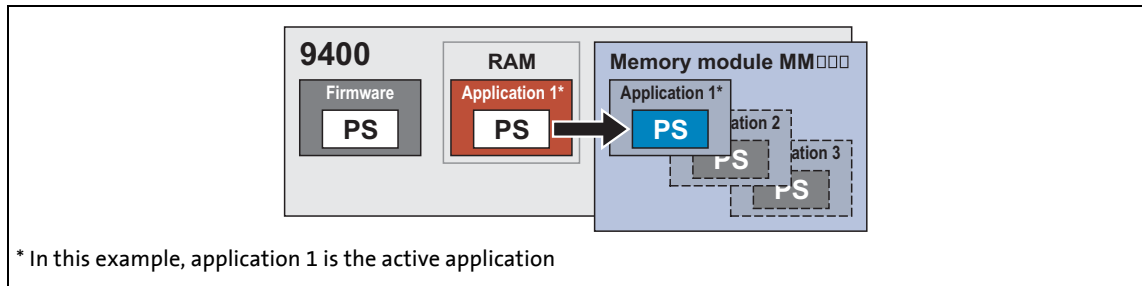 9400
Firmware
PS
RAM
Application 1*
PS
Memory module MM□□□
Application 1*
PS
ation 2
PS
ation 3
PS
* In this example, application 1 is the active application